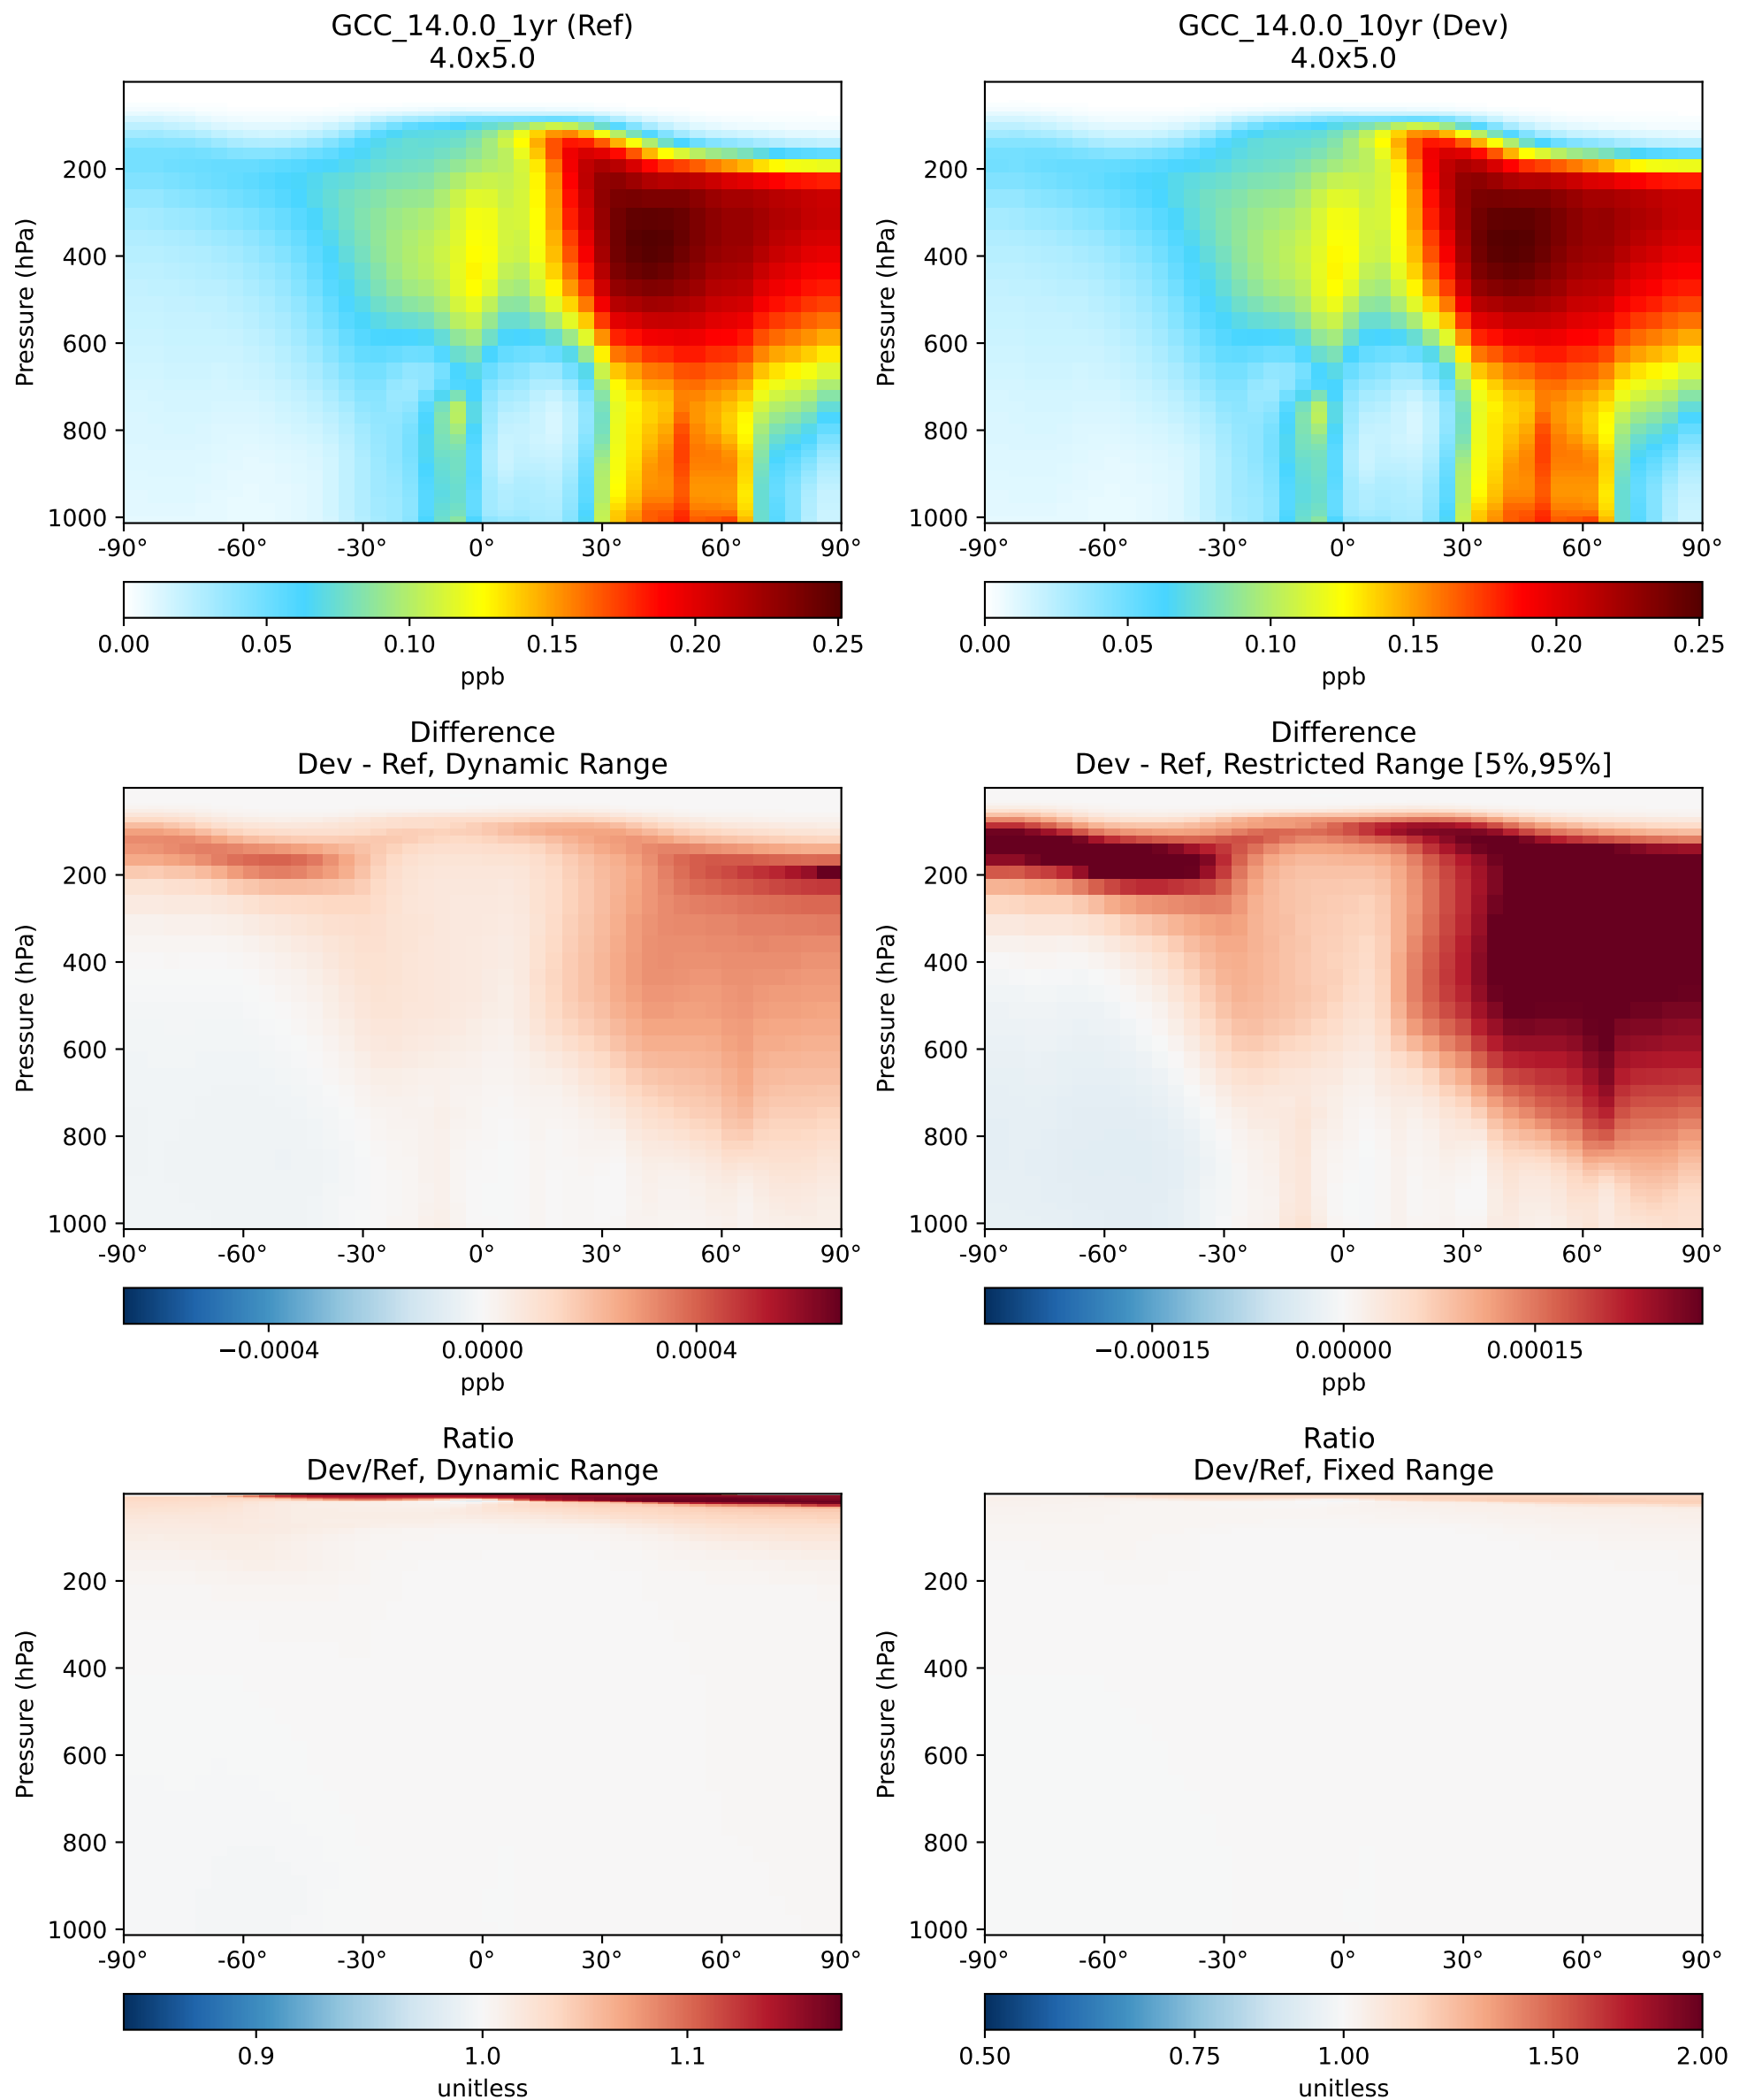 GCC_14.0.0_1yr (Ref)
4.0x5.0
Pressure (hPa)
200
400
600
800
1000
-90° -60° -30° 0° 30° 60° 90°
0.00 0.05 0.10 0.15 0.20 0.25
ppb
GCC_14.0.0_10yr (Dev)
4.0x5.0
Pressure (hPa)
200
400
600
800
1000
-90° -60° -30° 0° 30° 60° 90°
0.00 0.05 0.10 0.15 0.20 0.25
ppb
Difference
Dev - Ref, Dynamic Range
Pressure (hPa)
200
400
600
800
1000
-90° -60° -30° 0° 30° 60° 90°
−0.0004 0.0000 0.0004
ppb
Difference
Dev - Ref, Restricted Range [5%,95%]
Pressure (hPa)
200
400
600
800
1000
-90° -60° -30° 0° 30° 60° 90°
−0.00015 0.00000 0.00015
ppb
Ratio
Dev/Ref, Dynamic Range
Pressure (hPa)
200
400
600
800
1000
-90° -60° -30° 0° 30° 60° 90°
0.9 1.0 1.1
unitless
Ratio
Dev/Ref, Fixed Range
Pressure (hPa)
200
400
600
800
1000
-90° -60° -30° 0° 30° 60° 90°
0.50 0.75 1.00 1.50 2.00
unitless